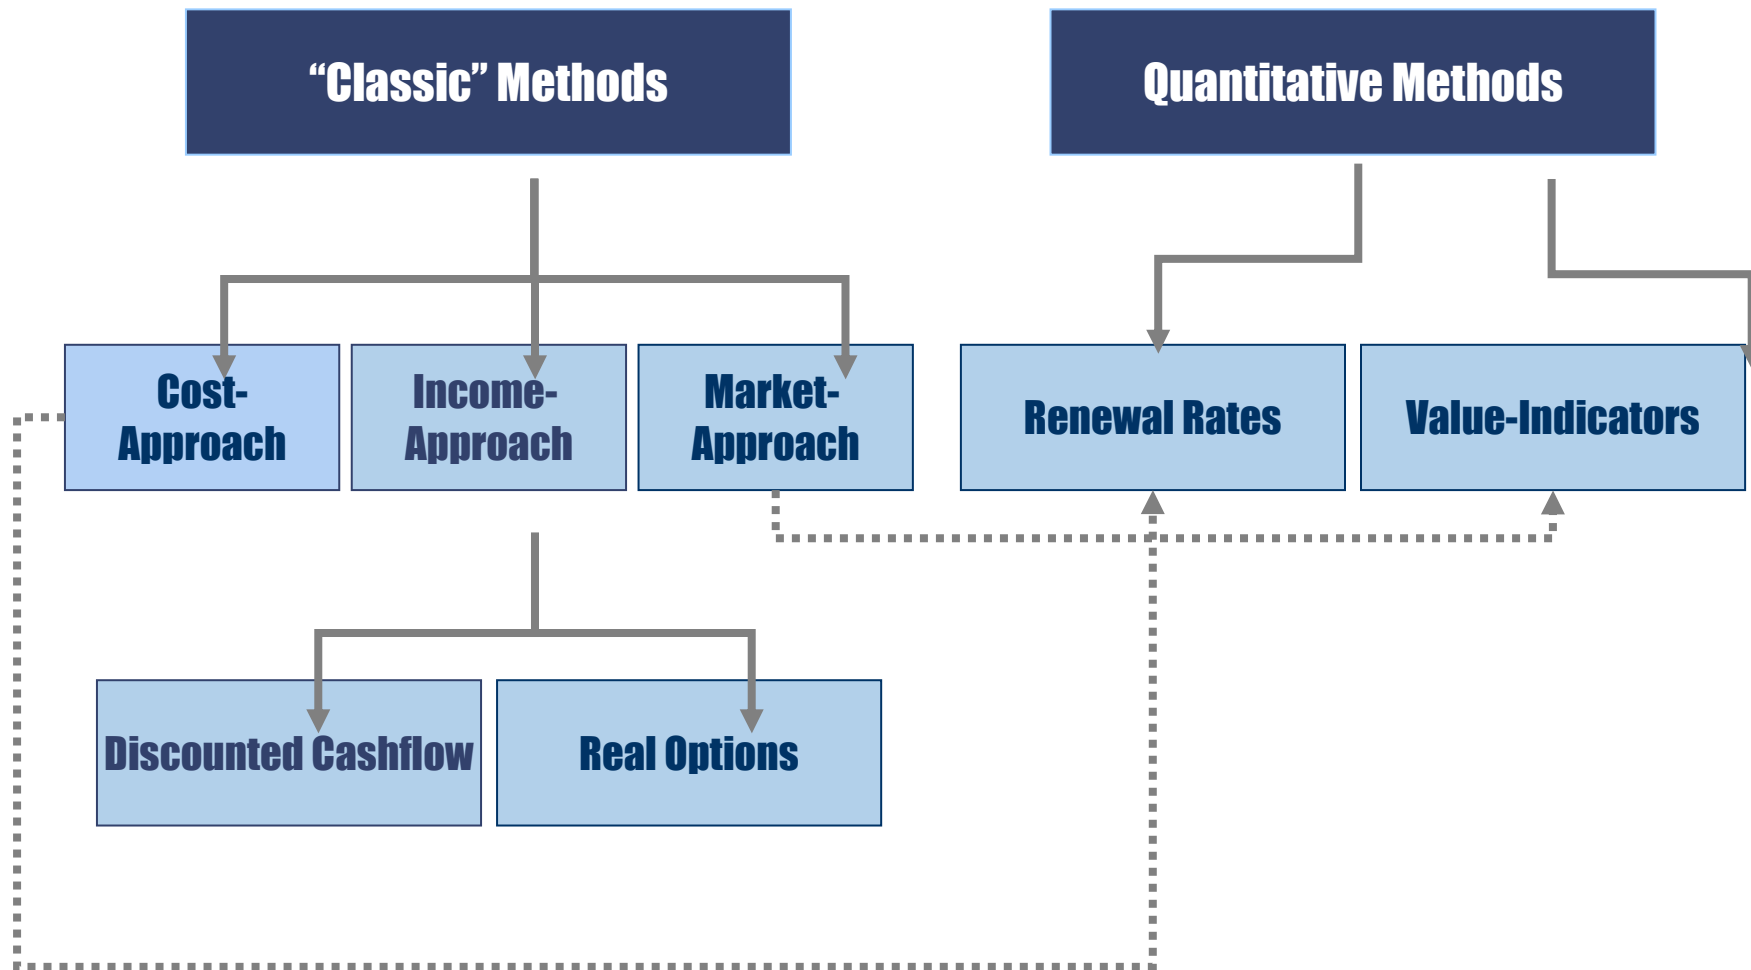 “Classic” Methods
Quantitative Methods
Cost-
Approach
Income-
Approach
Market-
Approach
Renewal Rates
Value-Indicators
Discounted Cashflow
Real Options